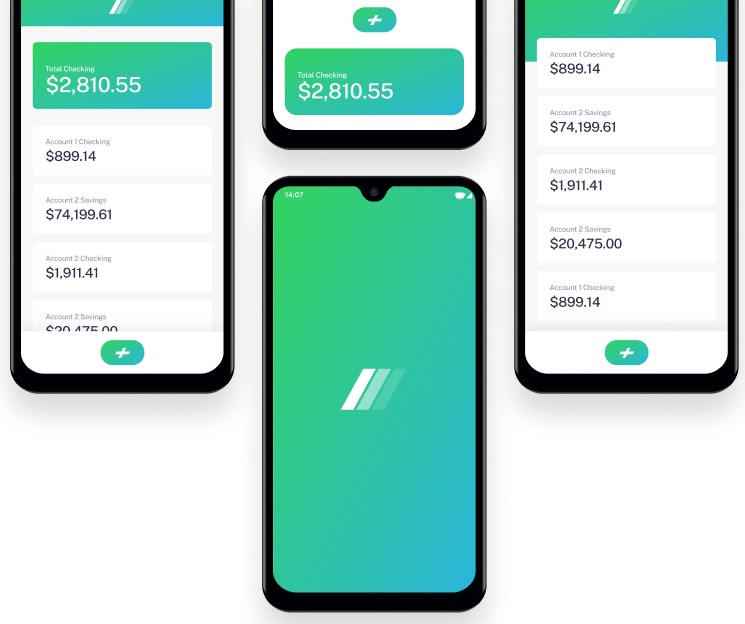 Total Checking
$2,810.55
Account 1 Checking
$899.14
Account 2 Savings
$74,199.61
Account 2 Checking
$1,911.41
Account 2 Savings
$20,475.00
Total Checking
$2,810.55
14:07
Account 1 Checking
$899.14
Account 2 Savings
$74,199.61
Account 2 Checking
$1,911.41
Account 2 Savings
$20,475.00
Account 1 Checking
$899.14